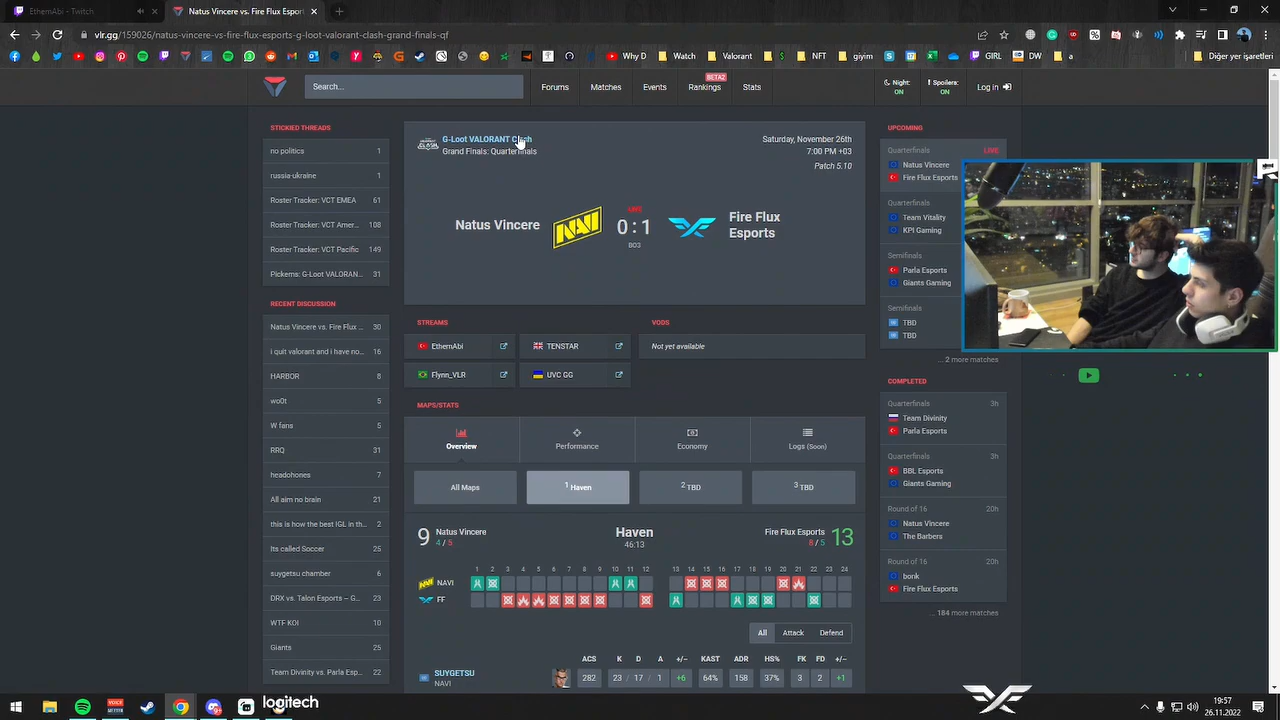 EthemAbi - Twitch
Natus Vincere vs. Fire Flux Esp
vlr.gg/159026/natus-vincere-vs-fire-flux-esports-g-loot-valorant-clash-grand-finals-qf
Why D
Watch
Valorant
NFT
giyim
GIRL
Diğer yer işaretleri
Search...
Forums
Matches
Events
BETA2
Rankings
Stats
Night:
ON
Spoilers:
ON
Log in
STICKIED THREADS
no politics 1
russia-ukraine 1
Roster Tracker: VCT EMEA 61
Roster Tracker: VCT Amer... 108
Roster Tracker: VCT Pacific 149
Pickems: G-Loot VALORAN... 31
RECENT DISCUSSION
Natus Vincere vs. Fire Flux ... 30
i quit valorant and i have no... 16
HARBOR 8
wo0t 5
W fans 5
RRQ 31
headohones 7
All aim no brain 21
this is how the best IGL in th... 2
Its called Soccer 25
suygetsu chamber 6
DRX vs. Talon Esports – G... 23
WTF KOI 10
Giants 25
Team Divinity vs. Parla Esp... 22
G-Loot VALORANT Clash
Grand Finals: Quarterfinals
Saturday, November 26th
7:00 PM +03
Patch 5.10
Natus Vincere
NAVI
LIVE
0 : 1
BO3
Fire Flux
Esports
STREAMS
EthemAbi
TENSTAR
Flynn_VLR
UVC GG
VODS
Not yet available
MAPS/STATS
Overview
Performance
Economy
Logs (Soon)
All Maps
1 Haven
2 TBD
3 TBD
9 Natus Vincere
4 / 5
Haven
46:13
Fire Flux Esports 13
8 / 5
1 2 3 4 5 6 7 8 9 10 11 12 13 14 15 16 17 18 19 20 21 22 23 24
NAVI NAVI
FF
All
Attack
Defend
ACS K D A +/– KAST ADR HS% FK FD +/–
SUYGETSU
NAVI
282 23 / 17 / 1 +6 64% 158 37% 3 2 +1
UPCOMING
Quarterfinals LIVE
Natus Vincere
Fire Flux Esports
Quarterfinals
Team Vitality
KPI Gaming
Semifinals
Parla Esports
Giants Gaming
Semifinals
TBD
TBD
... 2 more matches
COMPLETED
Quarterfinals 3h
Team Divinity
Parla Esports
Quarterfinals 3h
BBL Esports
Giants Gaming
Round of 16 20h
Natus Vincere
The Barbers
Round of 16 20h
bonk
Fire Flux Esports
... 184 more matches
logitech
19:57
26.11.2022